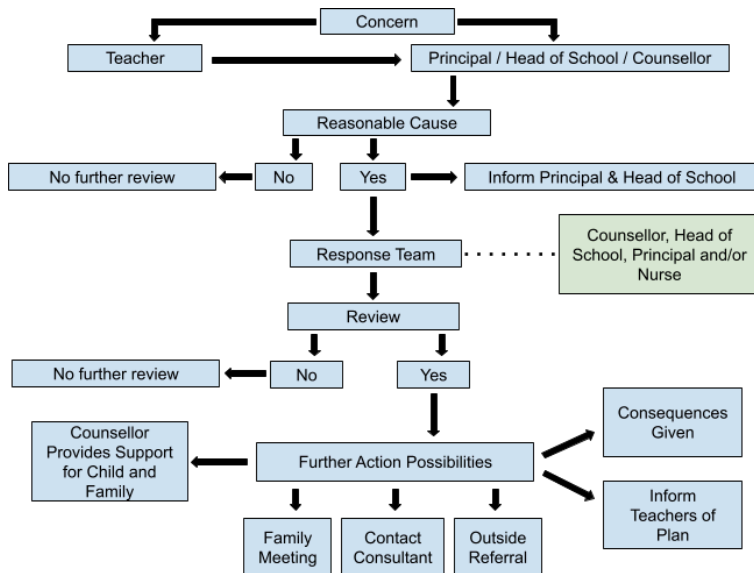 Concern
Teacher
Principal / Head of School / Counsellor
Reasonable Cause
No further review
No
Yes
Inform Principal & Head of School
Response Team
Counsellor, Head of
School, Principal and/or
Nurse
Review
No further review
No
Yes
Counsellor
Provides Support
for Child and
Family
Further Action Possibilities
Consequences
Given
Inform
Teachers of
Plan
Family
Meeting
Contact
Consultant
Outside
Referral